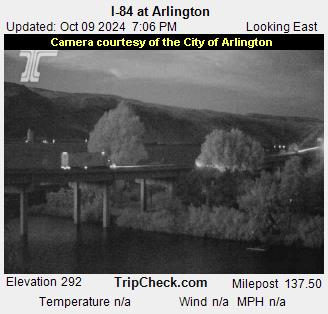 I-84 at Arlington
Updated: Oct 09 2024 7:06 PM Looking East
Camera courtesy of the City of Arlington
Elevation 292 TripCheck.com Milepost 137.50
Temperature n/a Wind n/a MPH n/a